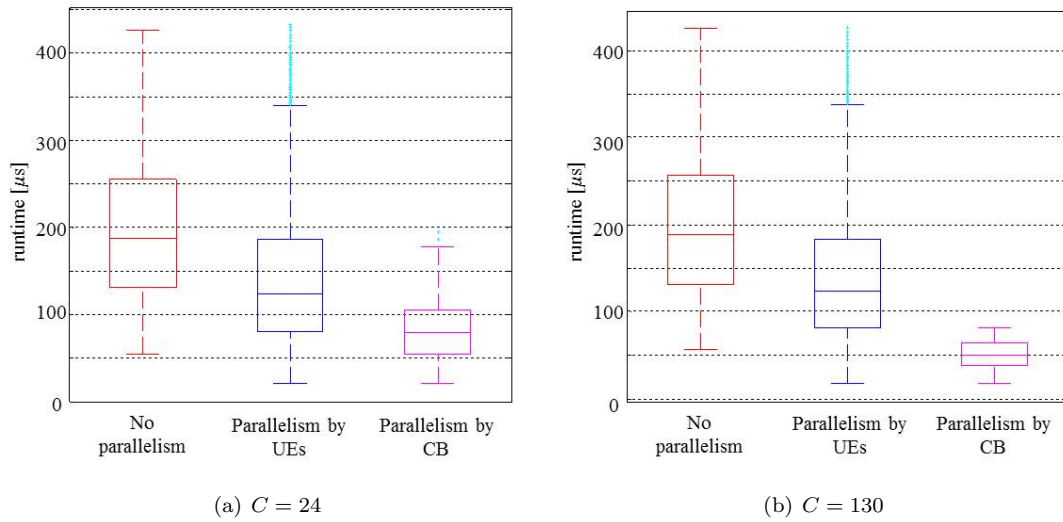 400
300
200
100
0
runtime [μs]
No
parallelism
Parallelism by
UEs
Parallelism by
CB
(a) C = 24
400
300
200
100
0
runtime [μs]
No
parallelism
Parallelism by
UEs
Parallelism by
CB
(b) C = 130